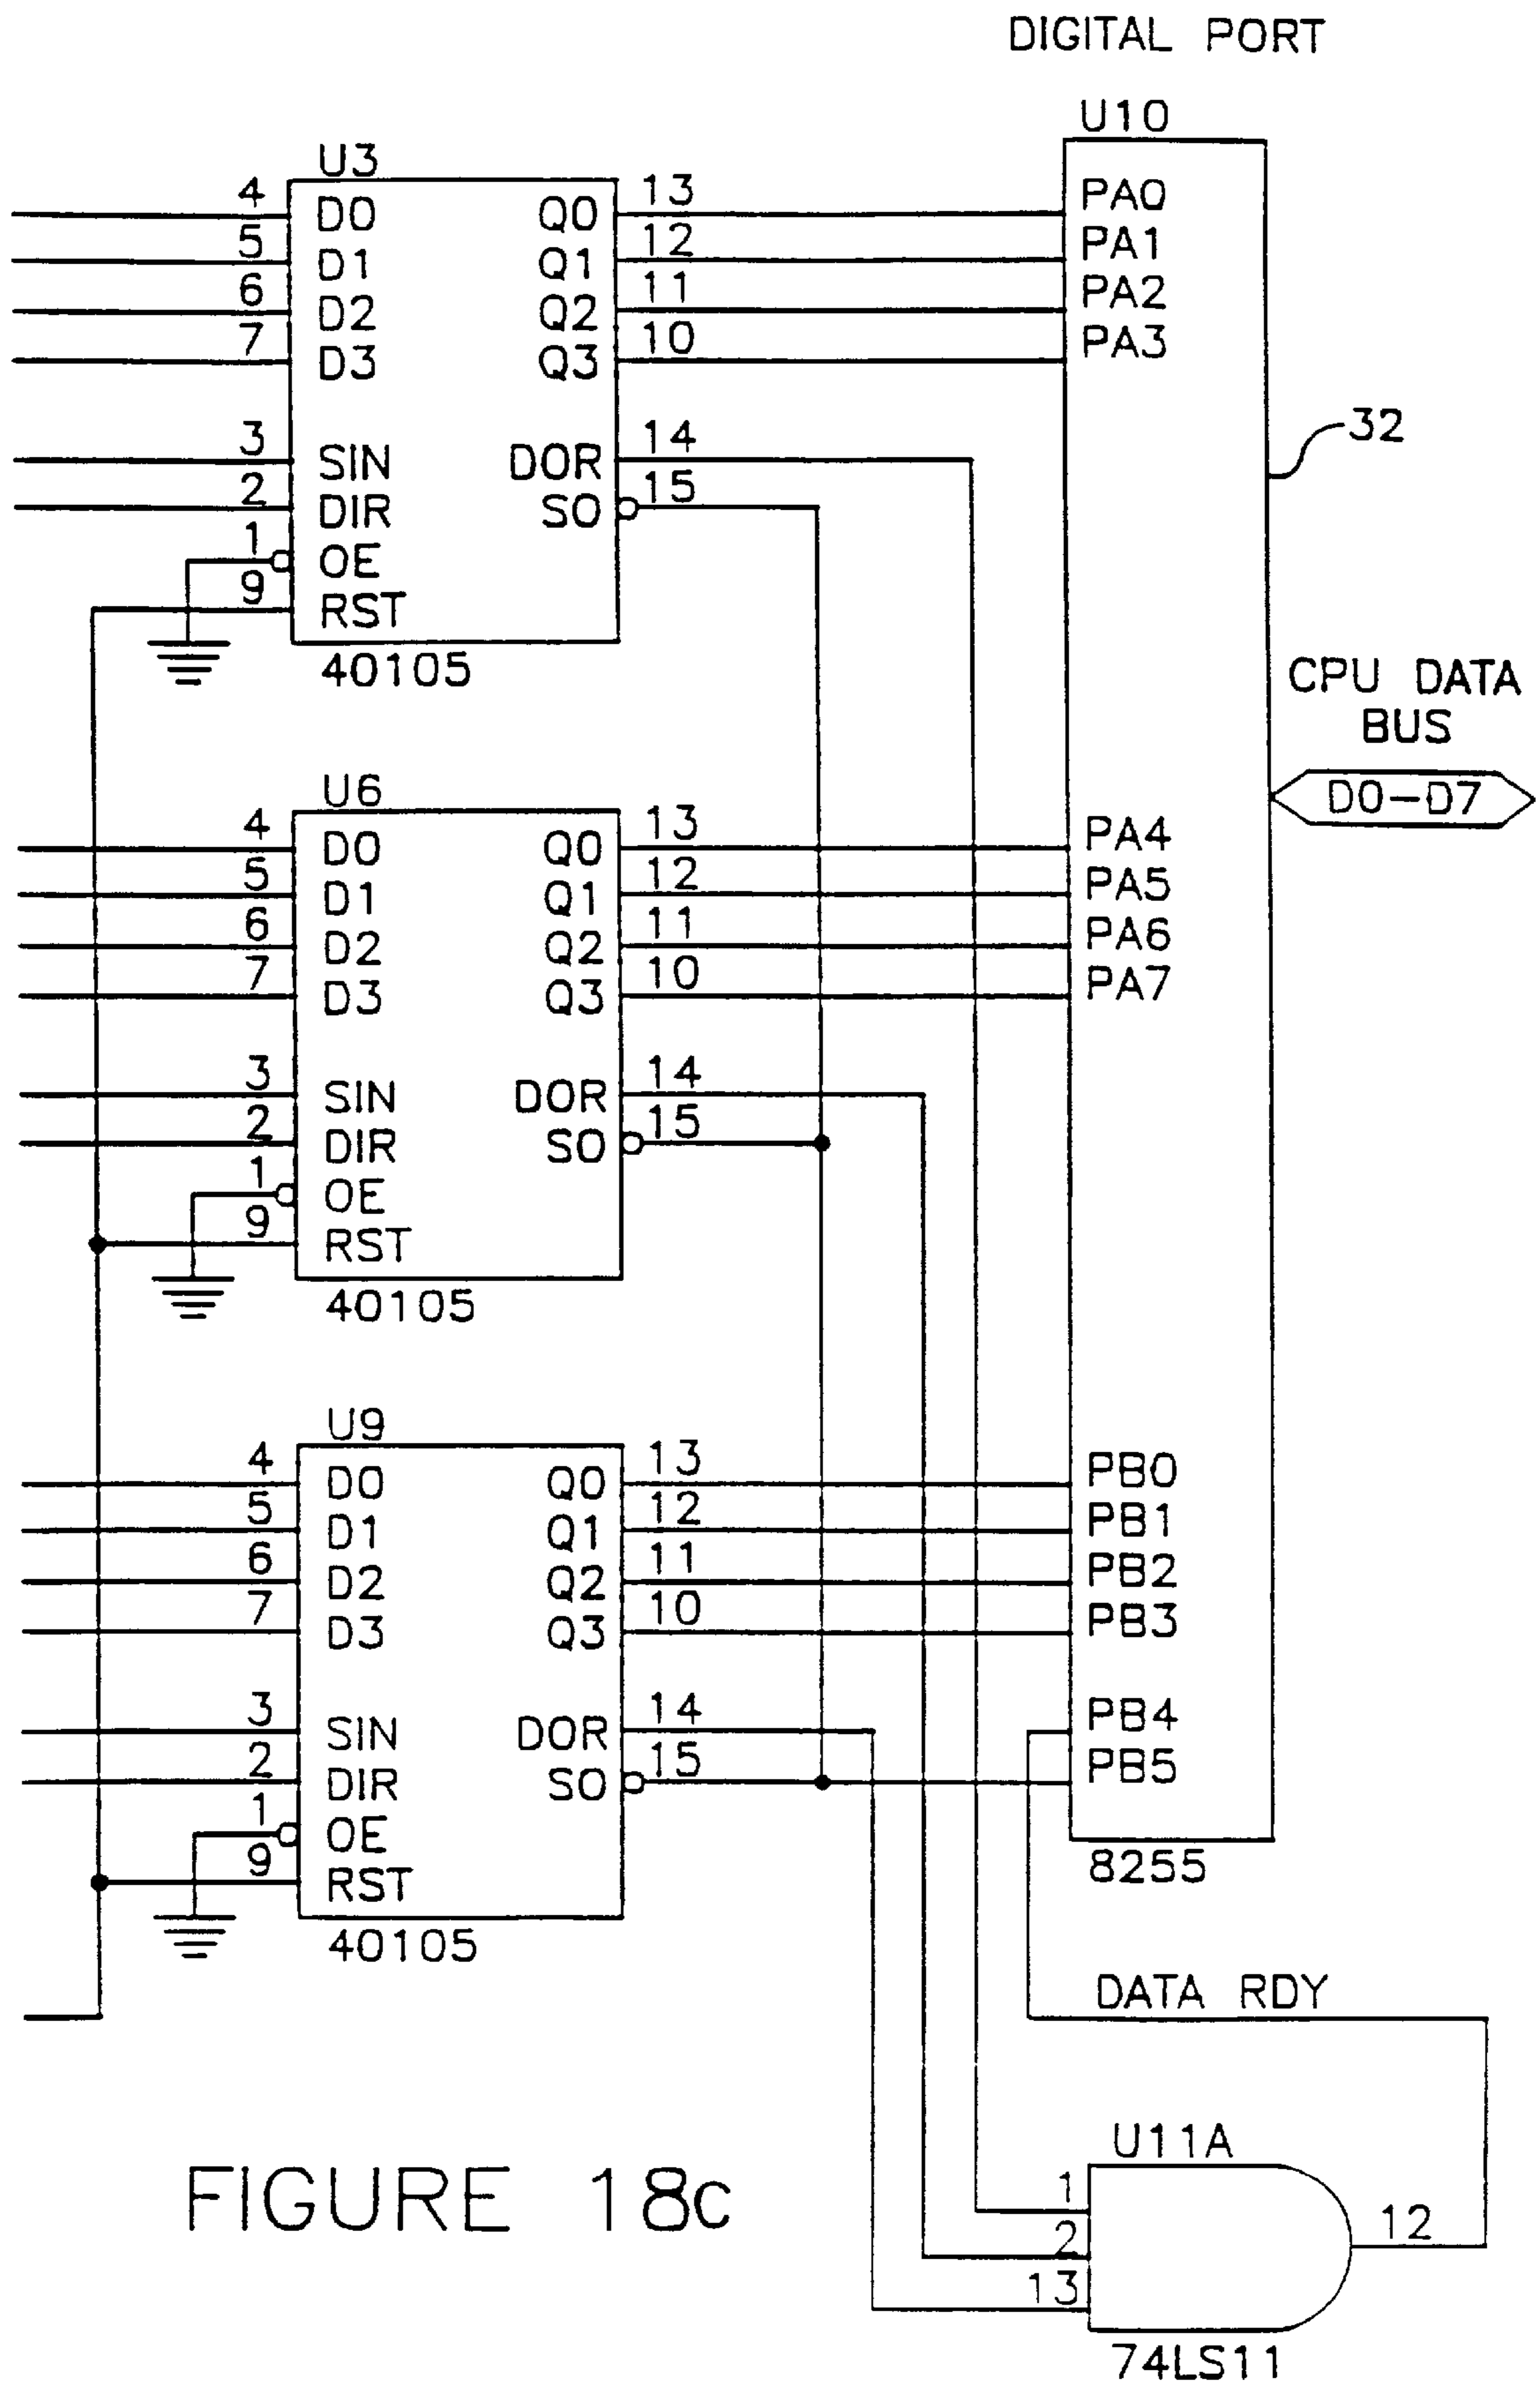 DIGITAL PORT
U10
U3
4 D0 Q0 13 PA0
5 D1 Q1 12 PA1
6 D2 Q2 11 PA2
7 D3 Q3 10 PA3
32
3 SIN DOR 14
2 DIR SO 15
1 OE
9 RST
40105
CPU DATA
BUS
D0-D7
U6
4 D0 Q0 13 PA4
5 D1 Q1 12 PA5
6 D2 Q2 11 PA6
7 D3 Q3 10 PA7
3 SIN DOR 14
2 DIR SO 15
1 OE
9 RST
40105
U9
4 D0 Q0 13 PB0
5 D1 Q1 12 PB1
6 D2 Q2 11 PB2
7 D3 Q3 10 PB3
3 SIN DOR 14 PB4
2 DIR SO 15 PB5
1 OE
9 RST
8255
40105
DATA RDY
U11A
1
2
13
12
74LS11
FIGURE 18c